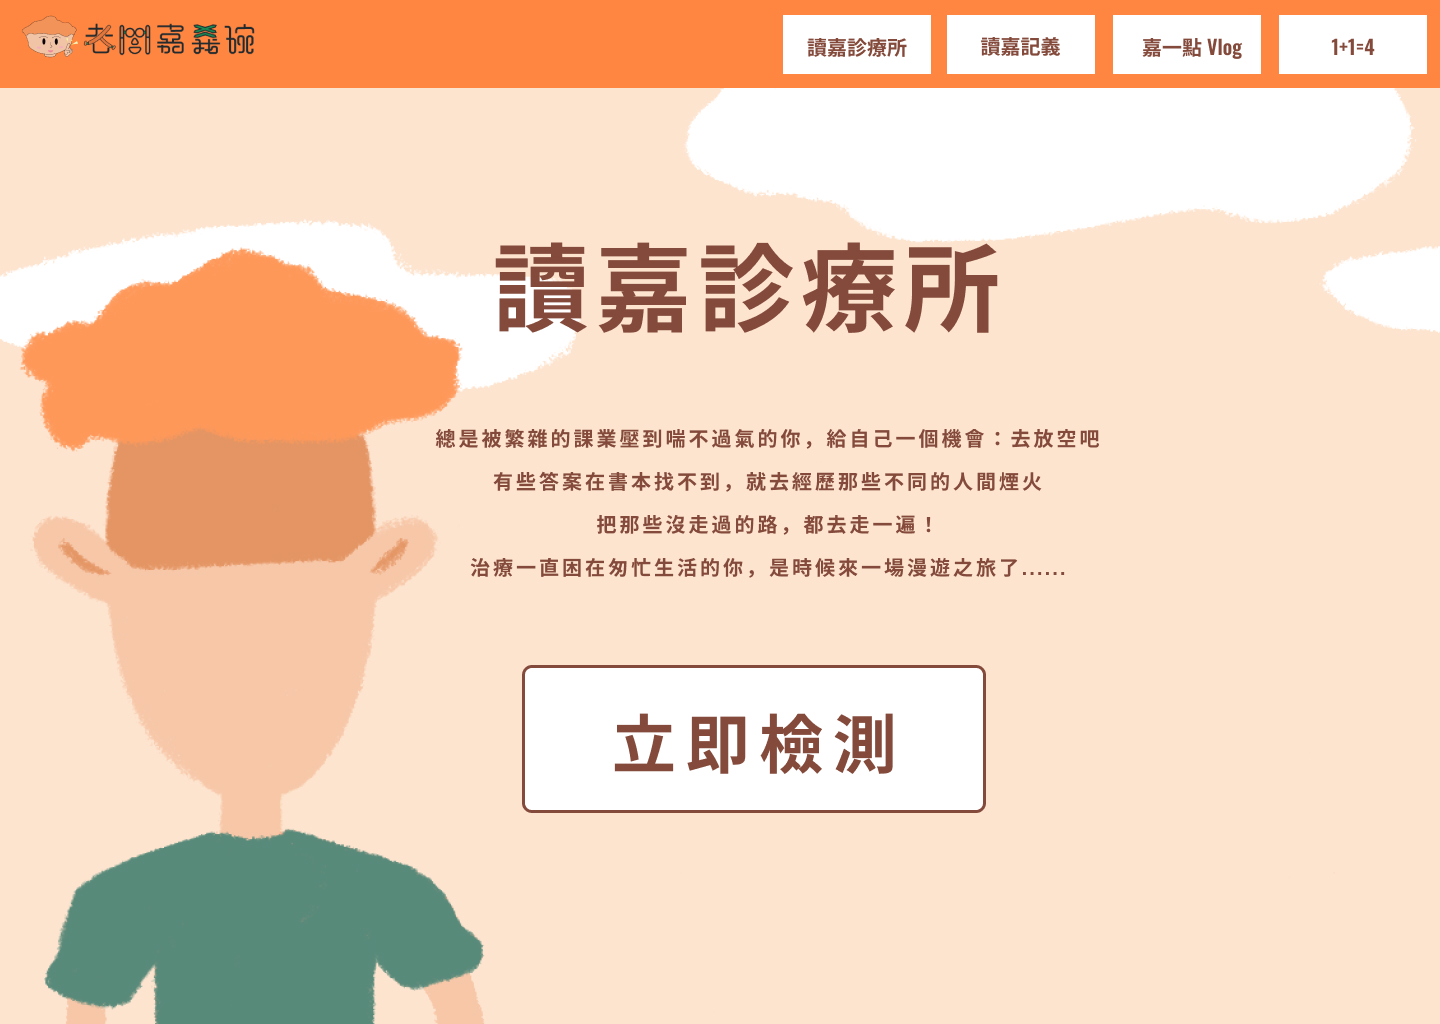 老闆嘉義碗
讀嘉診療所
讀嘉記義
嘉一點 Vlog
1+1=4
讀嘉診療所
總是被繁雜的課業壓到喘不過氣的你，給自己一個機會：去放空吧
有些答案在書本找不到，就去經歷那些不同的人間煙火
把那些沒走過的路，都去走一遍！
治療一直困在匆忙生活的你，是時候來一場漫遊之旅了......
立即檢測